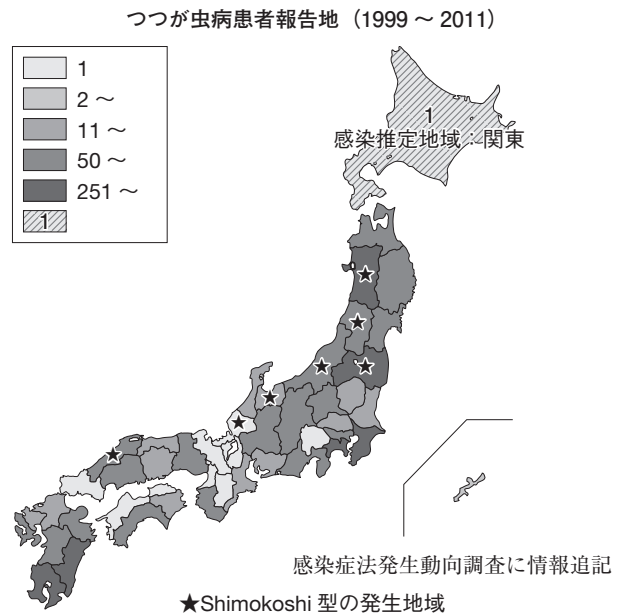 つつが虫病患者報告地（1999 ～ 2011）
1
2 ～
11 ～
50 ～
251 ～
1
1
感染推定地域：関東
感染症法発生動向調査に情報追記
★Shimokoshi 型の発生地域